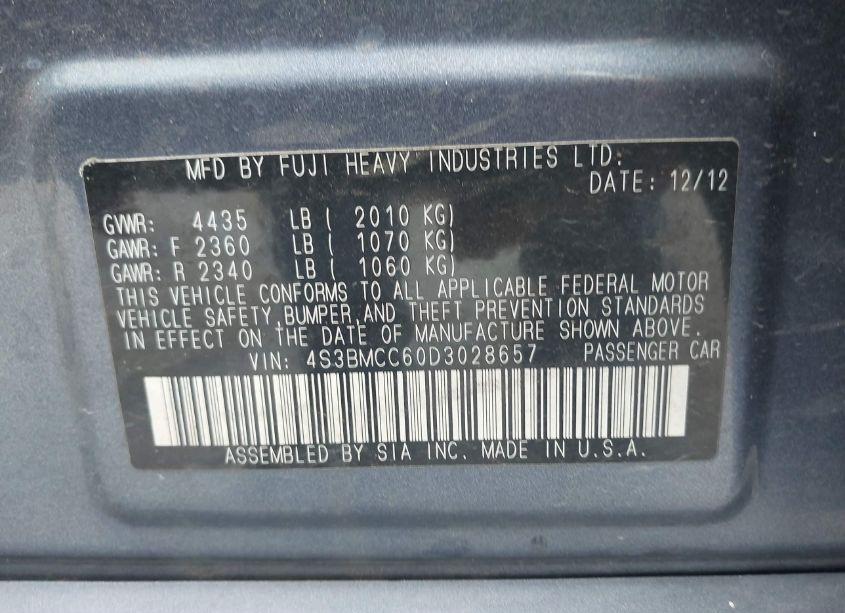 MFD BY FUJI HEAVY INDUSTRIES LTD.
DATE: 12/12
GVWR: 4435 LB ( 2010 KG)
GAWR: F 2360 LB ( 1070 KG)
GAWR: R 2340 LB ( 1060 KG)
THIS VEHICLE CONFORMS TO ALL APPLICABLE FEDERAL MOTOR
VEHICLE SAFETY,BUMPER,AND THEFT PREVENTION STANDARDS
IN EFFECT ON THE DATE OF MANUFACTURE SHOWN ABOVE.
VIN: 4S3BMCC60D3028657 PASSENGER CAR
ASSEMBLED BY SIA INC. MADE IN U.S.A.